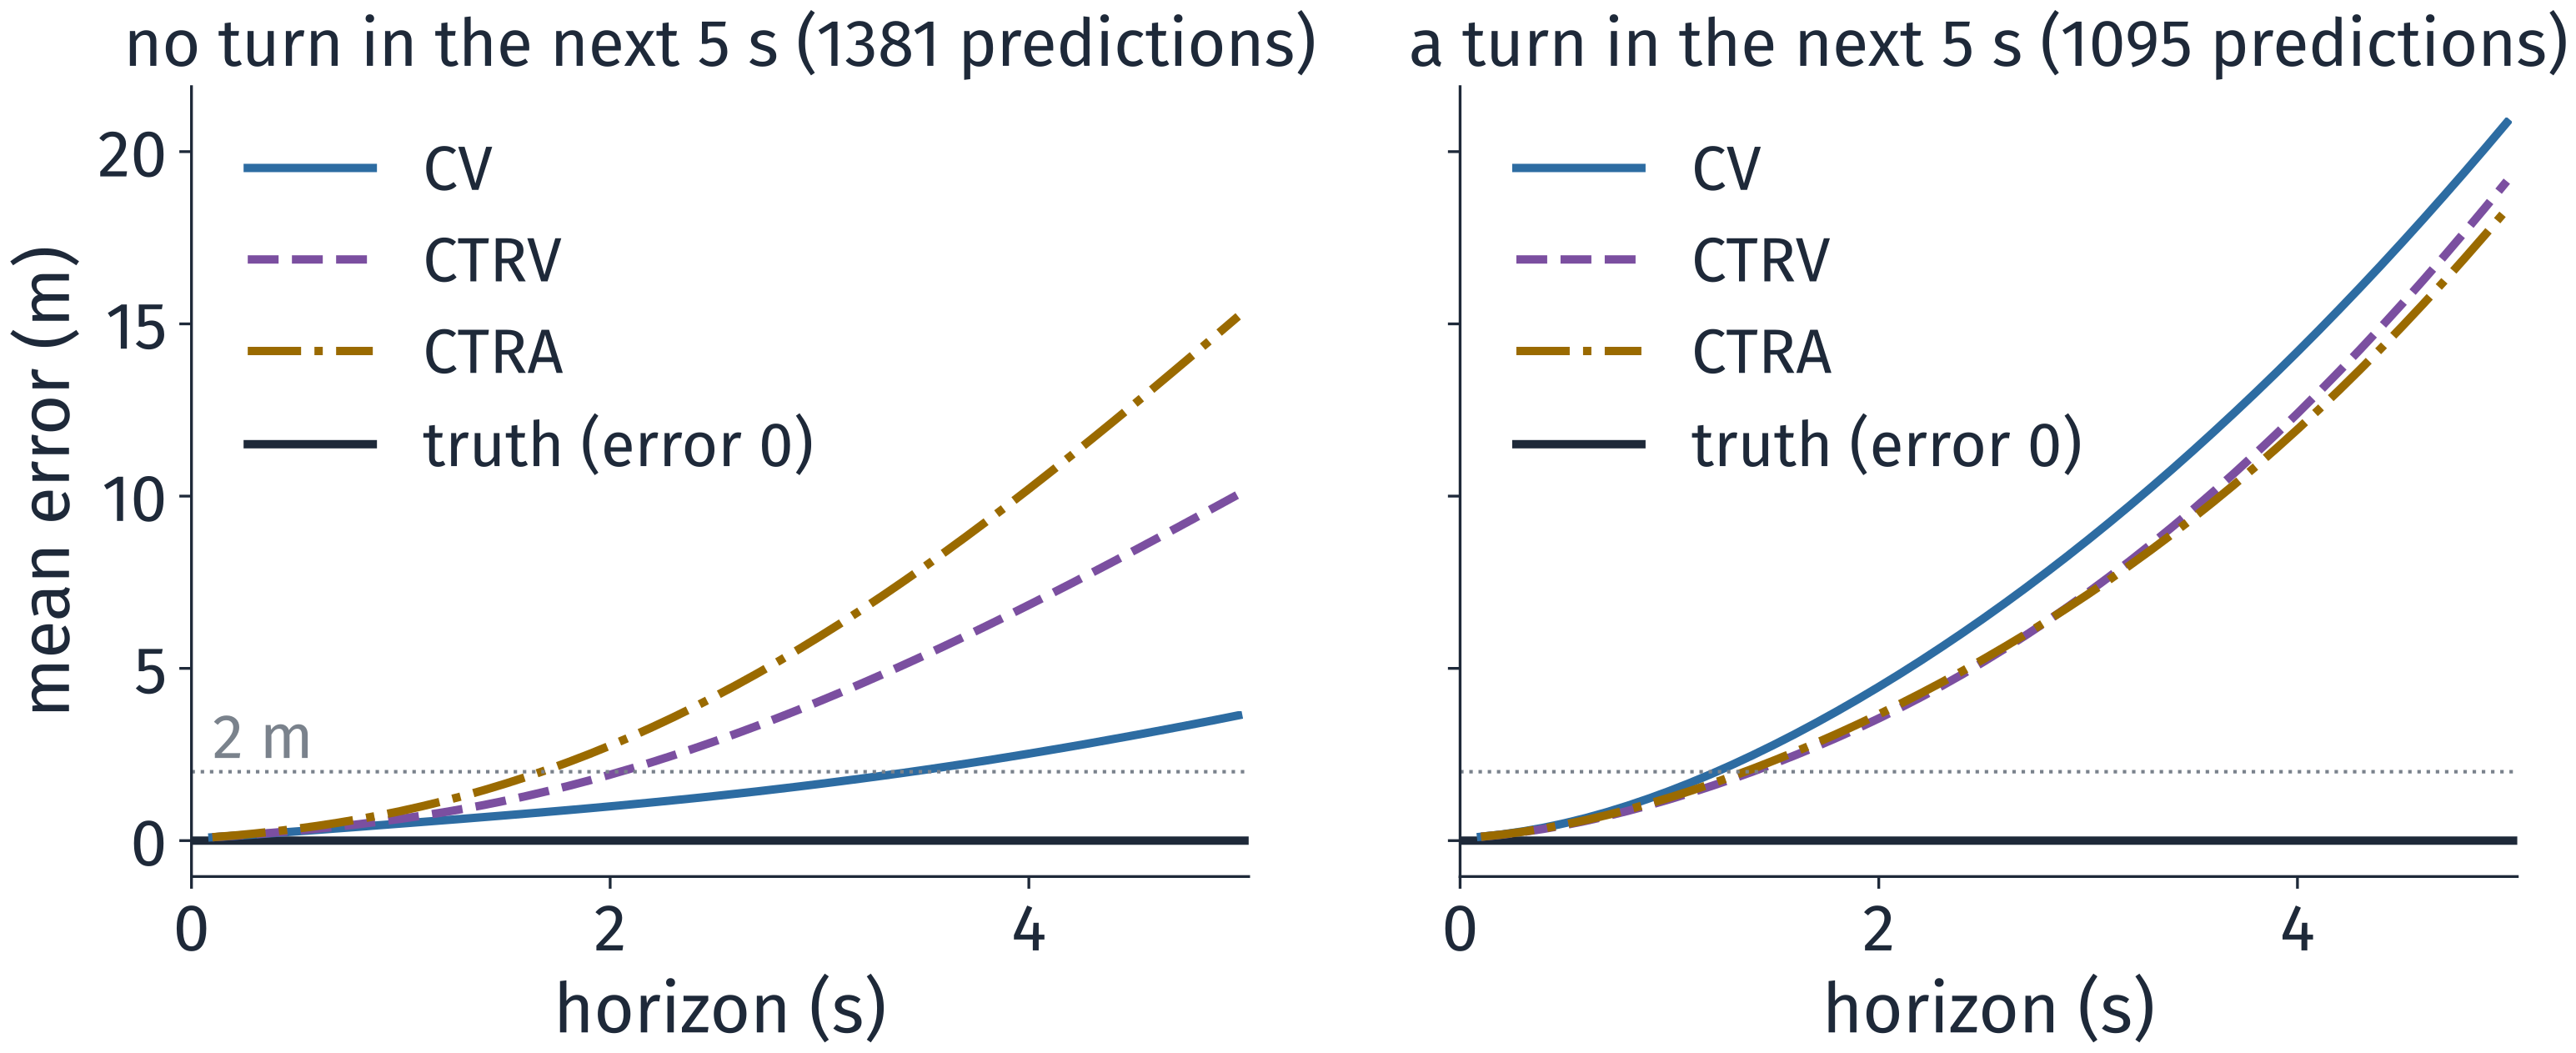 no turn in the next 5 s (1381 predictions)
mean error (m)
20
15
10
5
0
CV
CTRV
CTRA
truth (error 0)
2 m
0
2
4
horizon (s)
a turn in the next 5 s (1095 predictions)
CV
CTRV
CTRA
truth (error 0)
0
2
4
horizon (s)